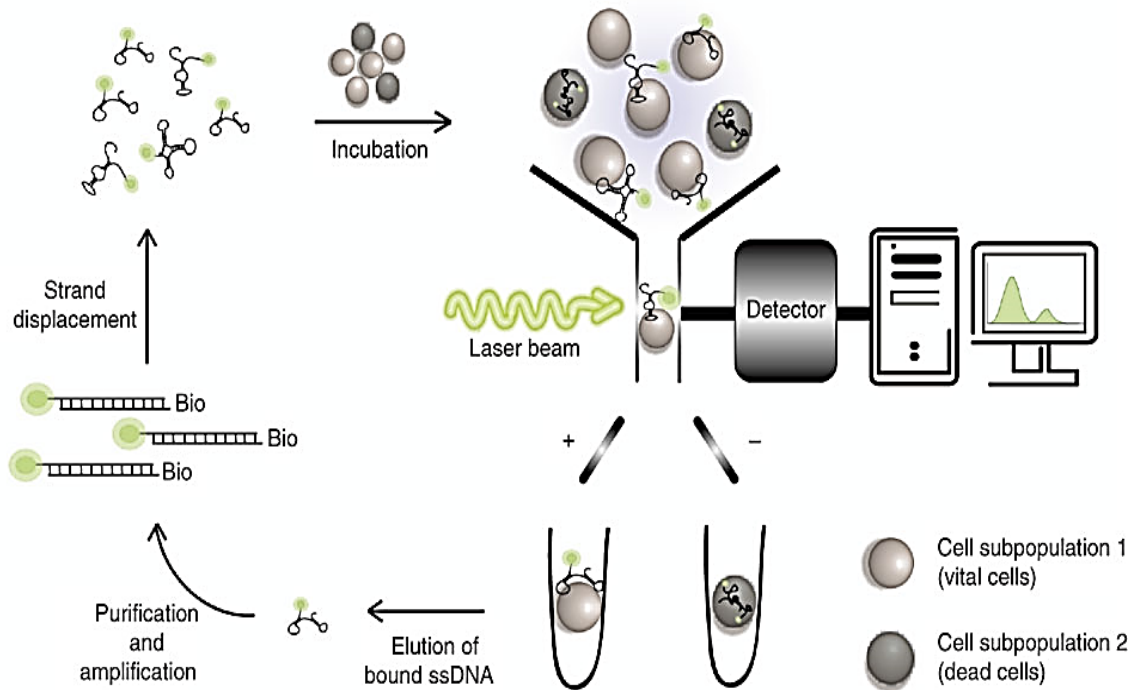 Incubation
Strand
displacement
Laser beam
Detector
Bio
Bio
Bio
+
–
Purification
and
amplification
Elution of
bound ssDNA
Cell subpopulation 1
(vital cells)
Cell subpopulation 2
(dead cells)